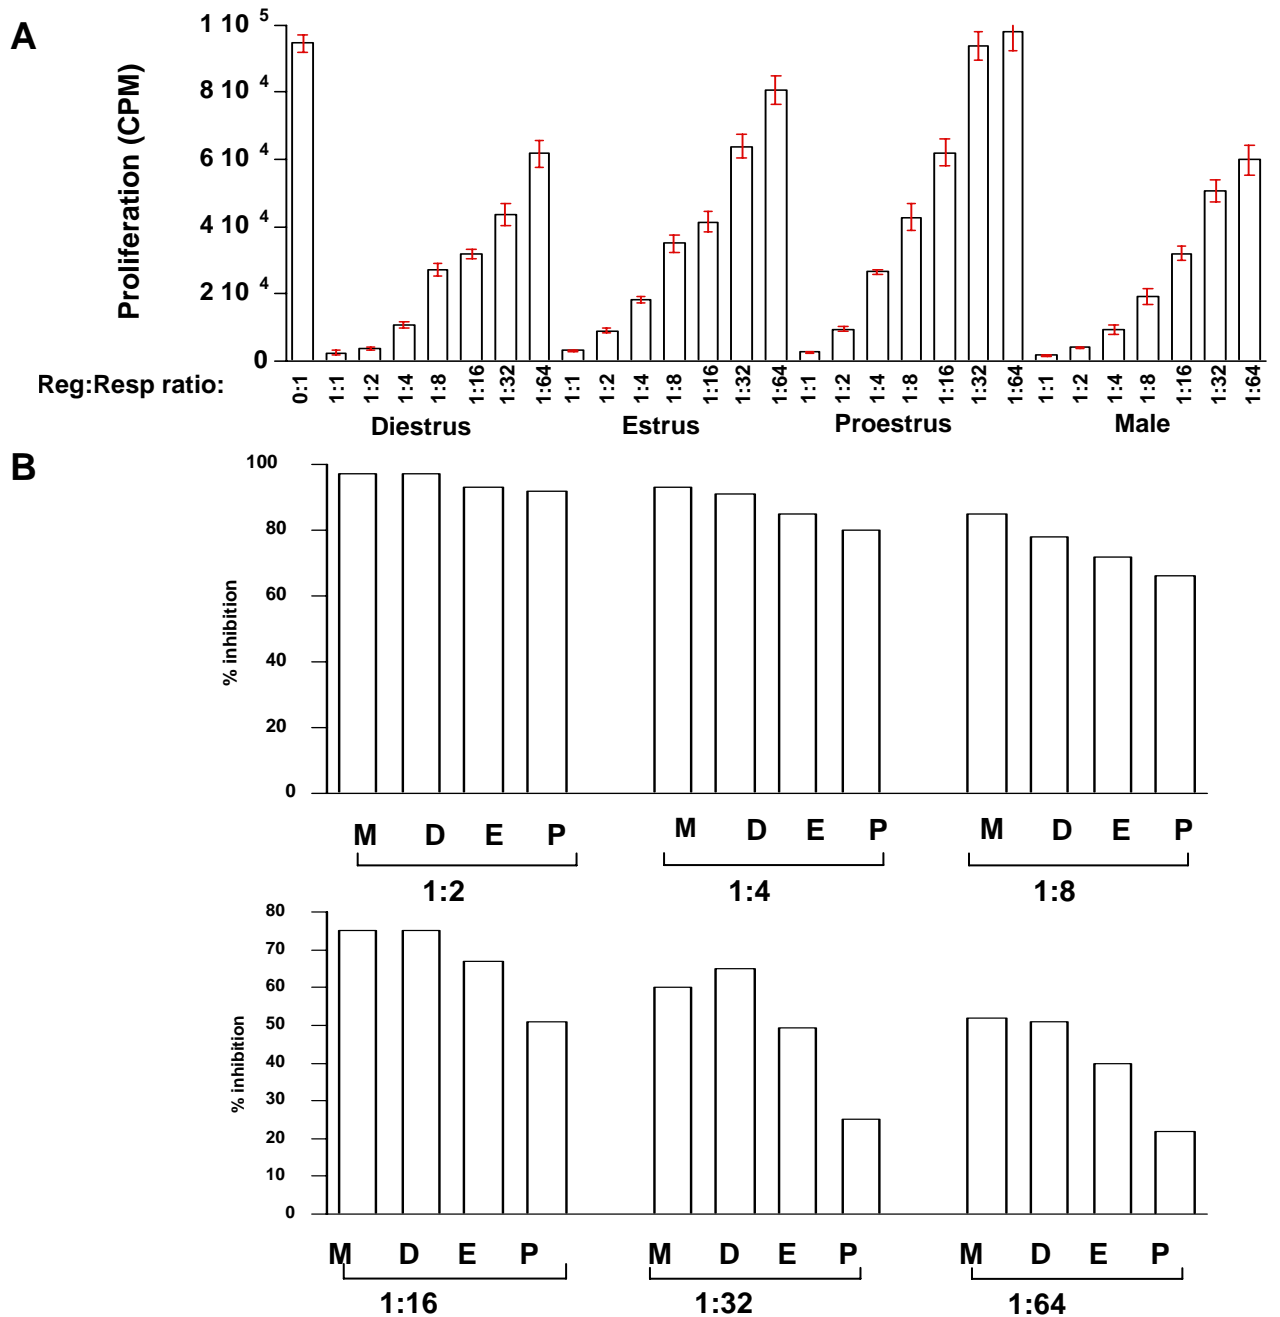 A
Proliferation (CPM)
1 10 5
8 10 4
6 10 4
4 10 4
2 10 4
0
Reg:Resp ratio:
0:1 1:1 1:2 1:4 1:8 1:16 1:32 1:64 1:1 1:2 1:4 1:8 1:16 1:32 1:64 1:1 1:2 1:4 1:8 1:16 1:32 1:64 1:1 1:2 1:4 1:8 1:16 1:32 1:64
Diestrus Estrus Proestrus Male
B
% inhibition
100
80
60
40
20
0
M D E P M D E P M D E P
1:2 1:4 1:8
% inhibition
80
70
60
50
40
30
20
10
0
M D E P M D E P M D E P
1:16 1:32 1:64